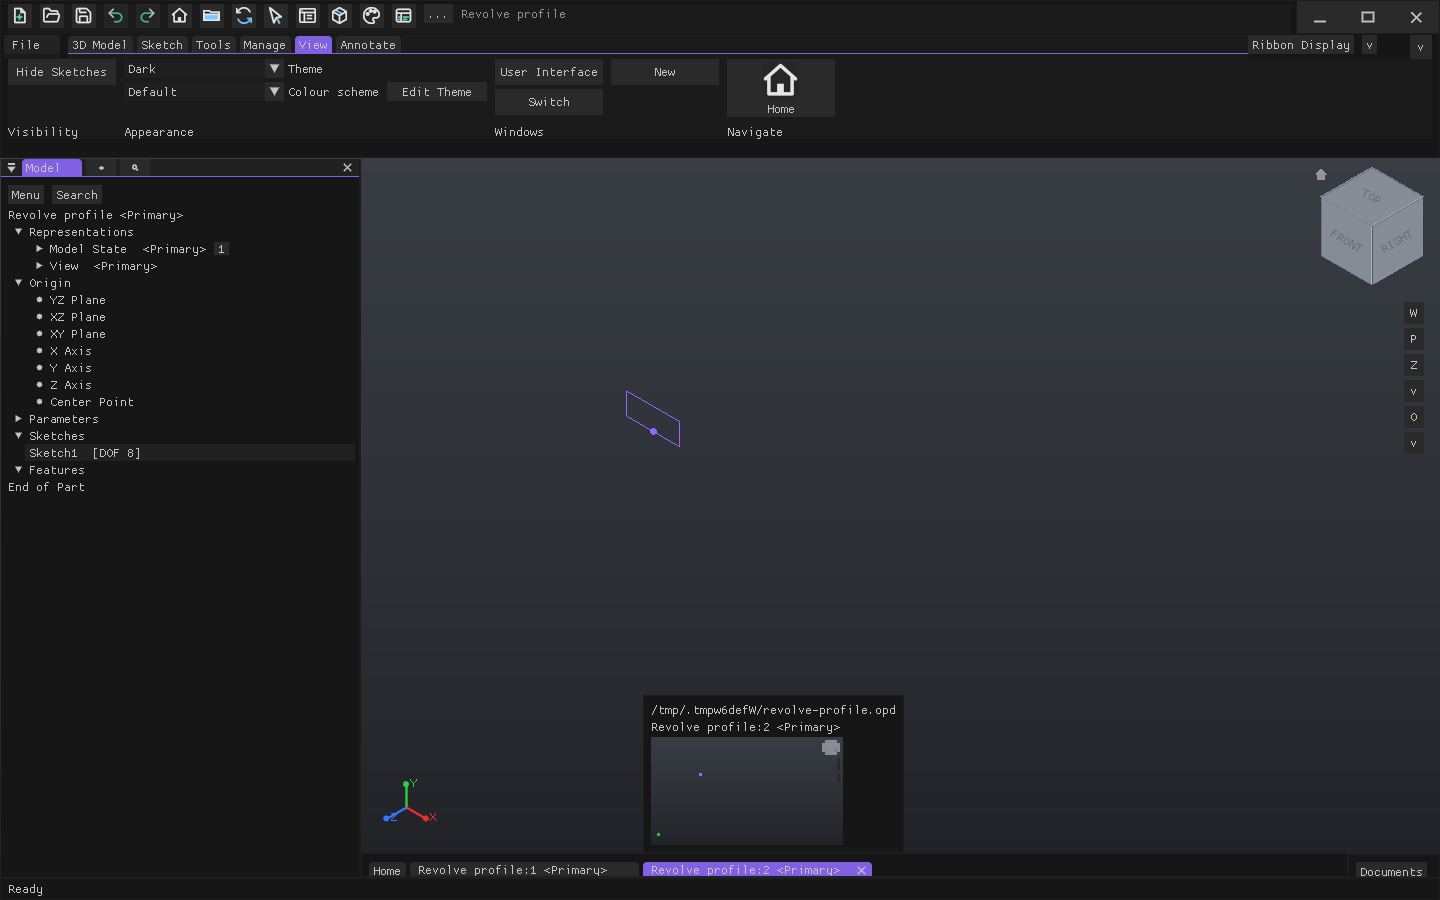 ... Revolve profile
File 3D Model Sketch Tools Manage View Annotate Ribbon Display v v
Hide Sketches Dark Theme User Interface New
Default Colour scheme Edit Theme Switch Home
Visibility Appearance Windows Navigate
Model
Menu Search
Revolve profile <Primary>
Representations
Model State <Primary> 1
View <Primary>
Origin
YZ Plane
XZ Plane
XY Plane
X Axis
Y Axis
Z Axis
Center Point
Parameters
Sketches
Sketch1 [DOF 8]
Features
End of Part
TOP
FRONT RIGHT
W
P
Z
v
O
v
Y
Z X
/tmp/.tmpw6defW/revolve-profile.opd
Revolve profile:2 <Primary>
Home Revolve profile:1 <Primary> Revolve profile:2 <Primary> Documents
Ready